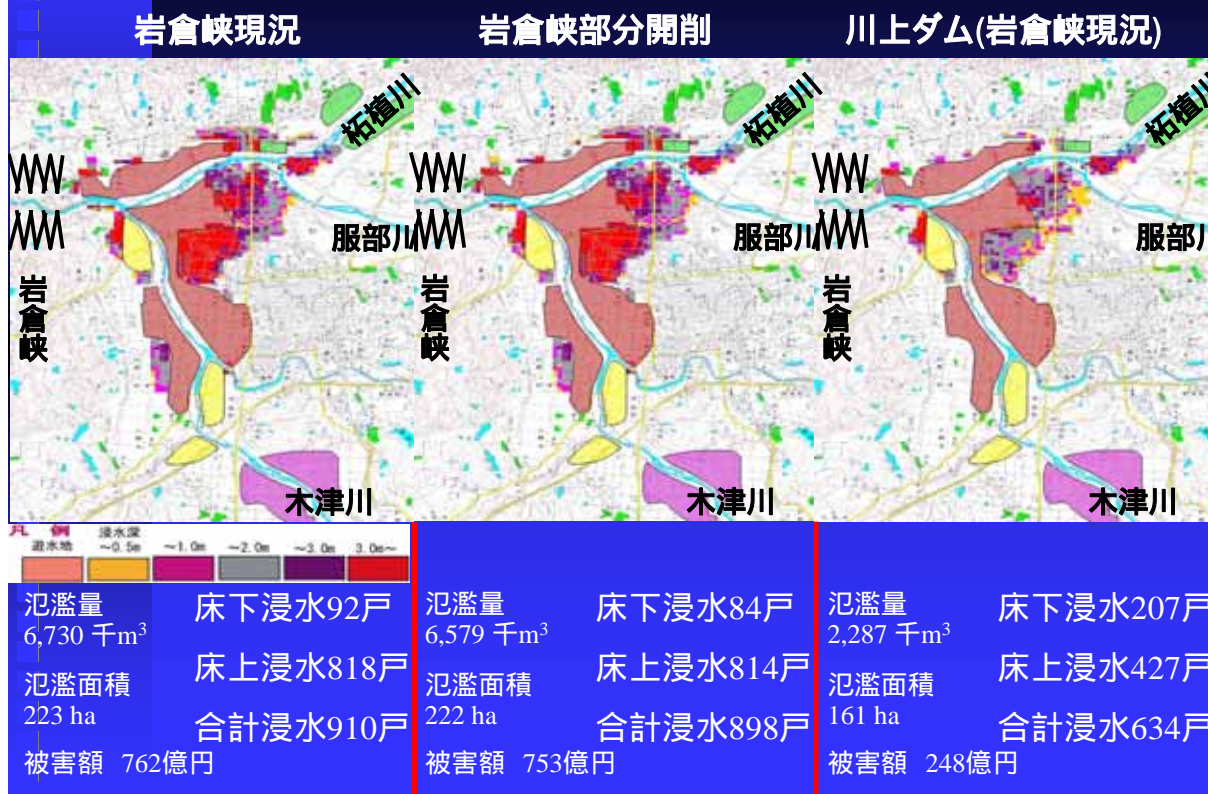 岩倉峡現況
岩倉峡部分開削
川上ダム(岩倉峡現況)
柘植川
服部川
岩倉峡
木津川
柘植川
服部川
岩倉峡
木津川
柘植川
服部川
岩倉峡
木津川
凡 例
遊水地
浸水深
～0.5m
～1.0m
～2.0m
～3.0m
3.0m～
氾濫量
6,730 千m³
氾濫面積
223 ha
床下浸水92戸
床上浸水818戸
合計浸水910戸
被害額 762億円
氾濫量
6,579 千m³
氾濫面積
222 ha
床下浸水84戸
床上浸水814戸
合計浸水898戸
被害額 753億円
氾濫量
2,287 千m³
氾濫面積
161 ha
床下浸水207戸
床上浸水427戸
合計浸水634戸
被害額 248億円